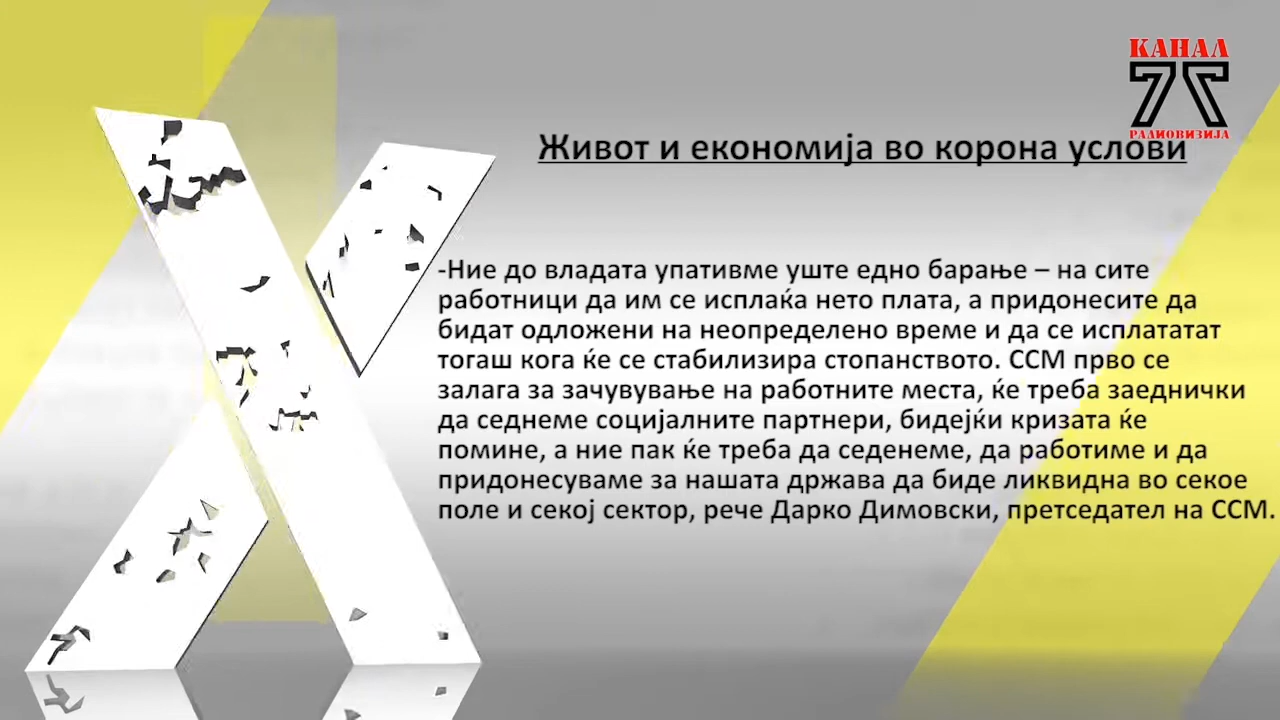 КАНАЛ
77
РАДИОВИЗИЈА
Живот и економија во корона услови
-Ние до владата упативме уште едно барање – на сите
работници да им се исплаќа нето плата, а придонесите да
бидат одложени на неопределено време и да се исплататат
тогаш кога ќе се стабилизира стопанството. ССМ прво се
залага за зачувување на работните места, ќе треба заеднички
да седнеме социјалните партнери, бидејќи кризата ќе
помине, а ние пак ќе треба да седенеме, да работиме и да
придонесуваме за нашата држава да биде ликвидна во секое
поле и секој сектор, рече Дарко Димовски, претседател на ССМ.